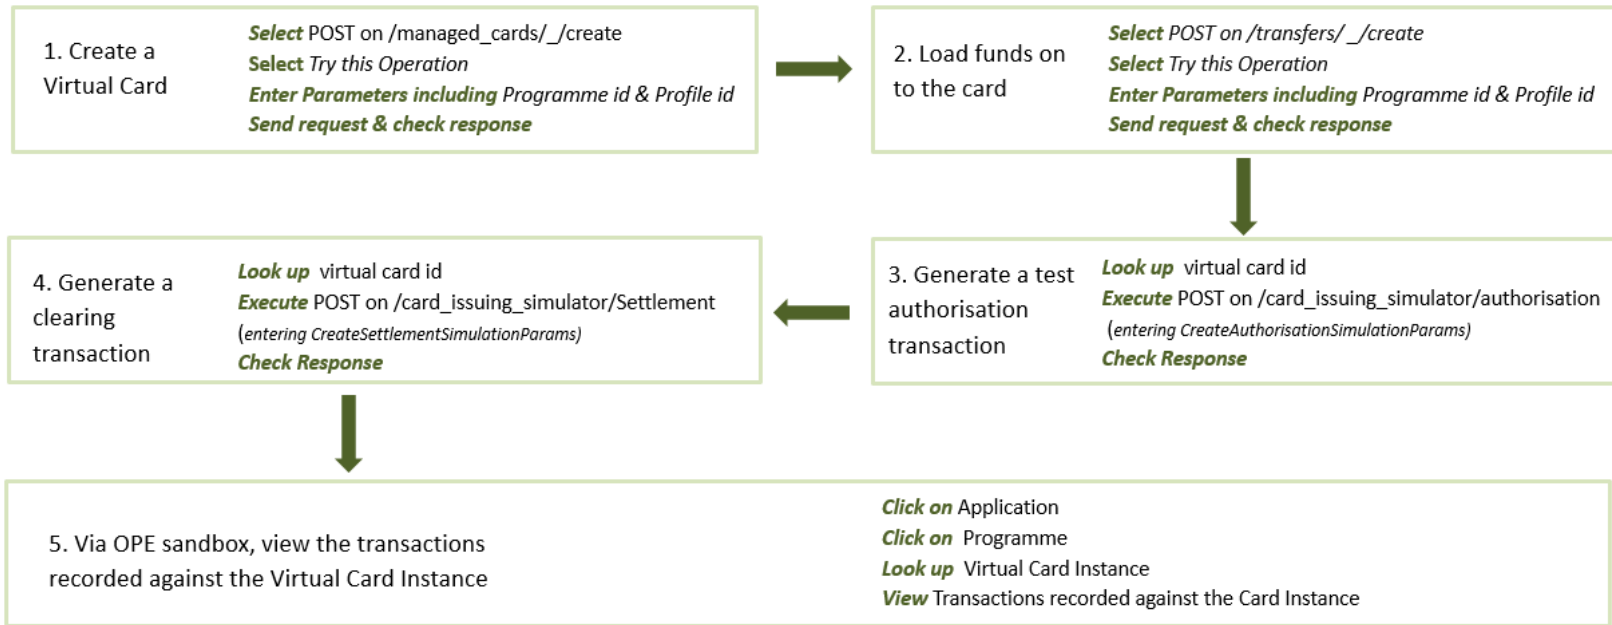 1. Create a
Virtual Card
Select POST on /managed_cards/_/create
Select Try this Operation
Enter Parameters including Programme id & Profile id
Send request & check response
2. Load funds on
to the card
Select POST on /transfers/_/create
Select Try this Operation
Enter Parameters including Programme id & Profile id
Send request & check response
3. Generate a test
authorisation
transaction
Look up virtual card id
Execute POST on /card_issuing_simulator/authorisation
(entering CreateAuthorisationSimulationParams)
Check Response
4. Generate a
clearing
transaction
Look up virtual card id
Execute POST on /card_issuing_simulator/Settlement
(entering CreateSettlementSimulationParams)
Check Response
5. Via OPE sandbox, view the transactions
recorded against the Virtual Card Instance
Click on Application
Click on Programme
Look up Virtual Card Instance
View Transactions recorded against the Card Instance